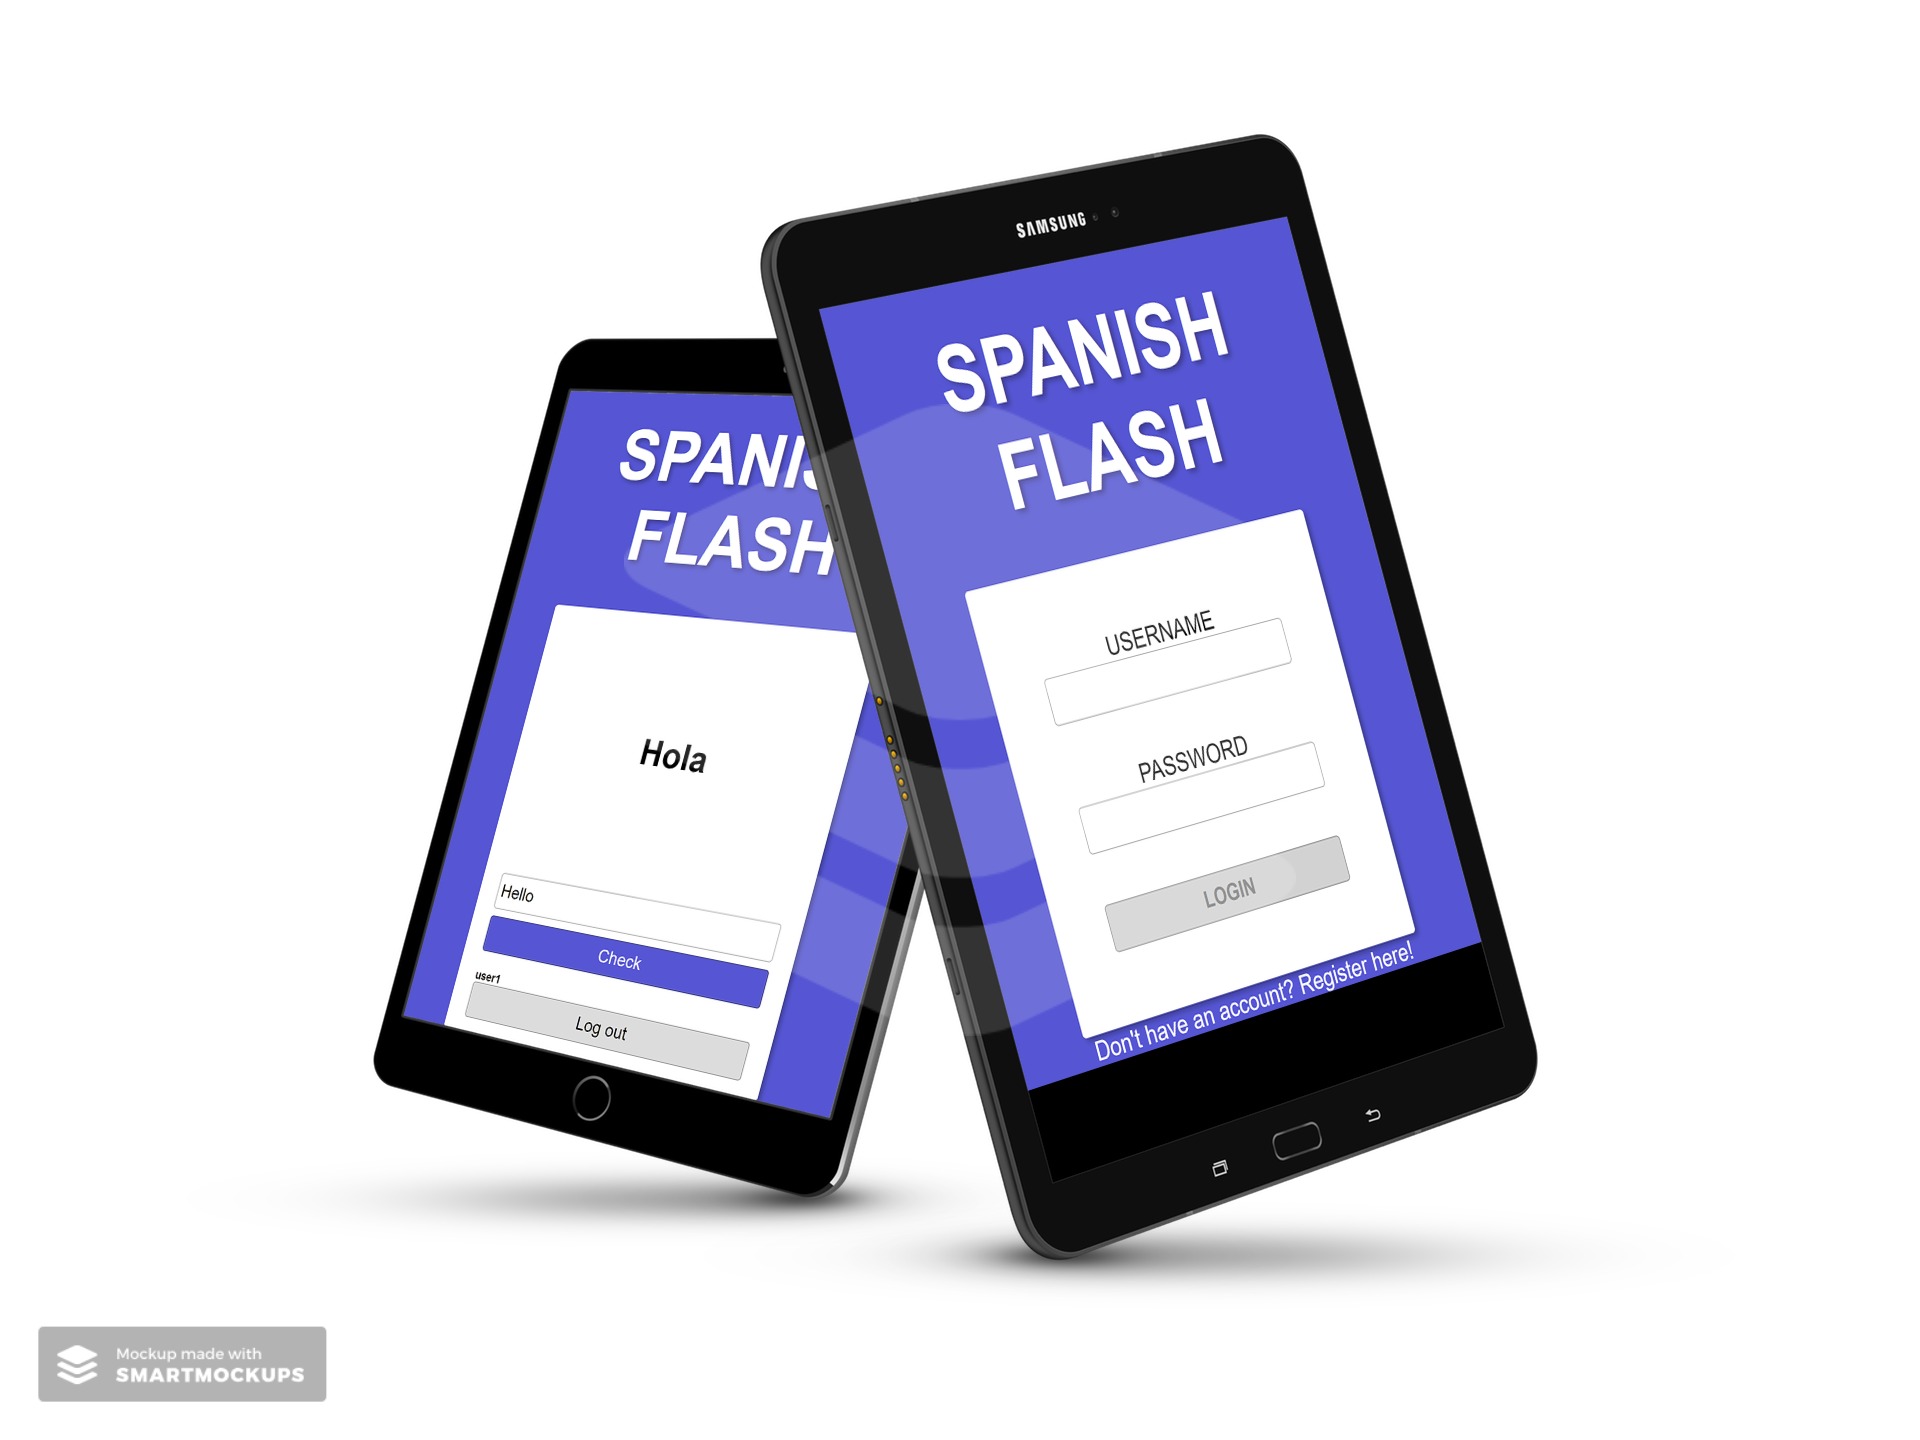 SAMSUNG
SPANISH
FLASH
USERNAME
PASSWORD
LOGIN
Don't have an account? Register here!
SPANIS
FLASH
Hola
Hello
Check
user1
Log out
Mockup made with
SMARTMOCKUPS